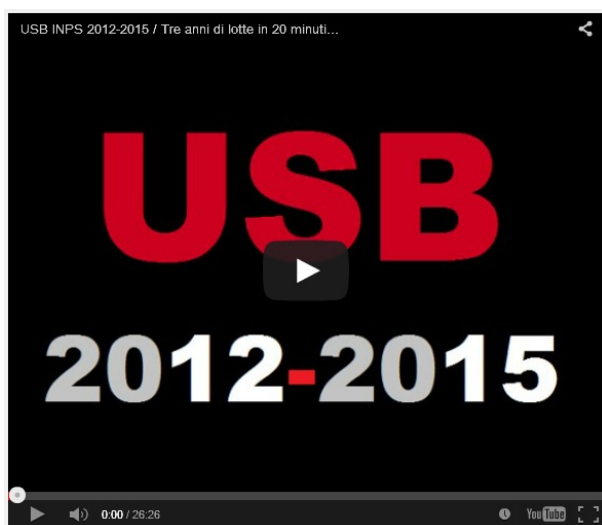 USB INPS 2012-2015 / Tre anni di lotte in 20 minuti...
USB
2012-2015
0:00 / 26:26
YouTube